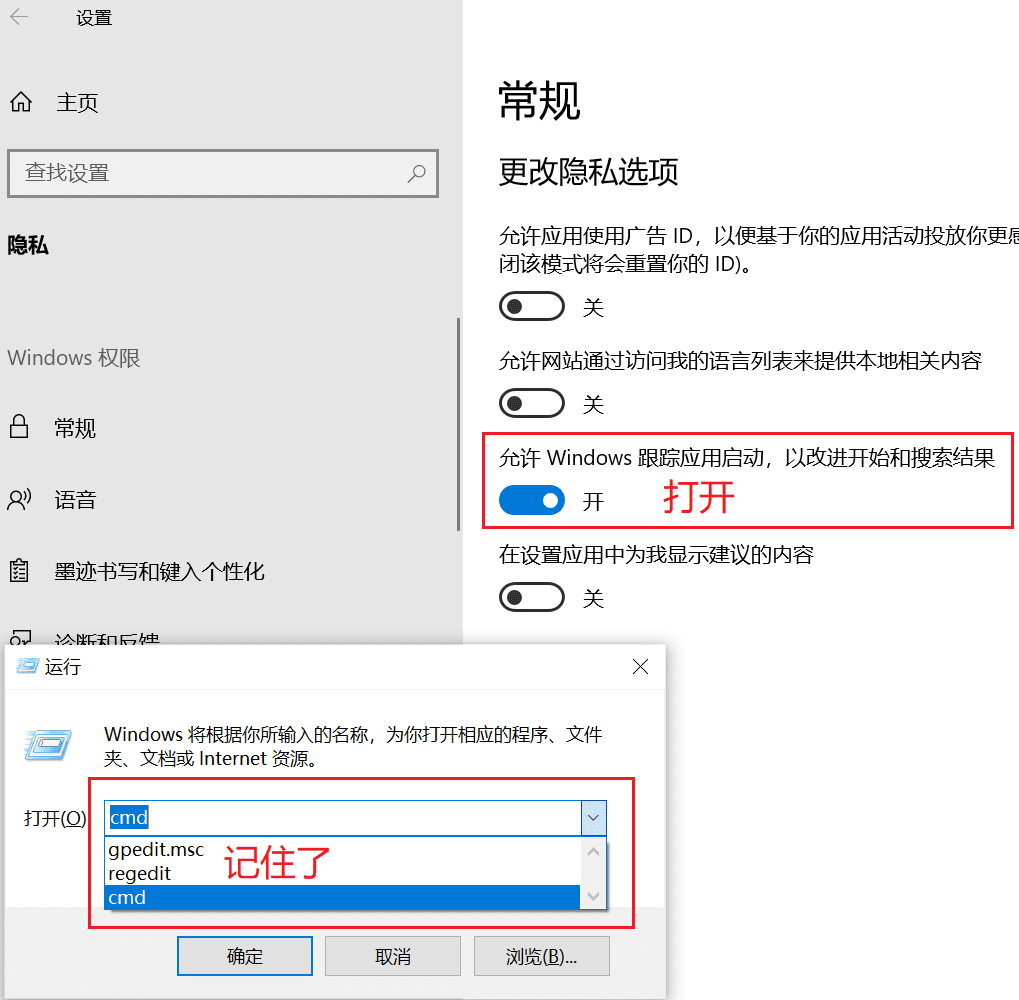 设置
主页
查找设置
隐私
Windows 权限
常规
语音
墨迹书写和键入个性化
诊断和反馈
常规
更改隐私选项
允许应用使用广告 ID，以便基于你的应用活动投放你更感
闭该模式将会重置你的 ID)。
关
允许网站通过访问我的语言列表来提供本地相关内容
关
允许 Windows 跟踪应用启动，以改进开始和搜索结果
开 打开
在设置应用中为我显示建议的内容
关
运行
Windows 将根据你所输入的名称，为你打开相应的程序、文件
夹、文档或 Internet 资源。
打开(O) cmd
gpedit.msc
regedit
cmd
记住了
确定 取消 浏览(B)...